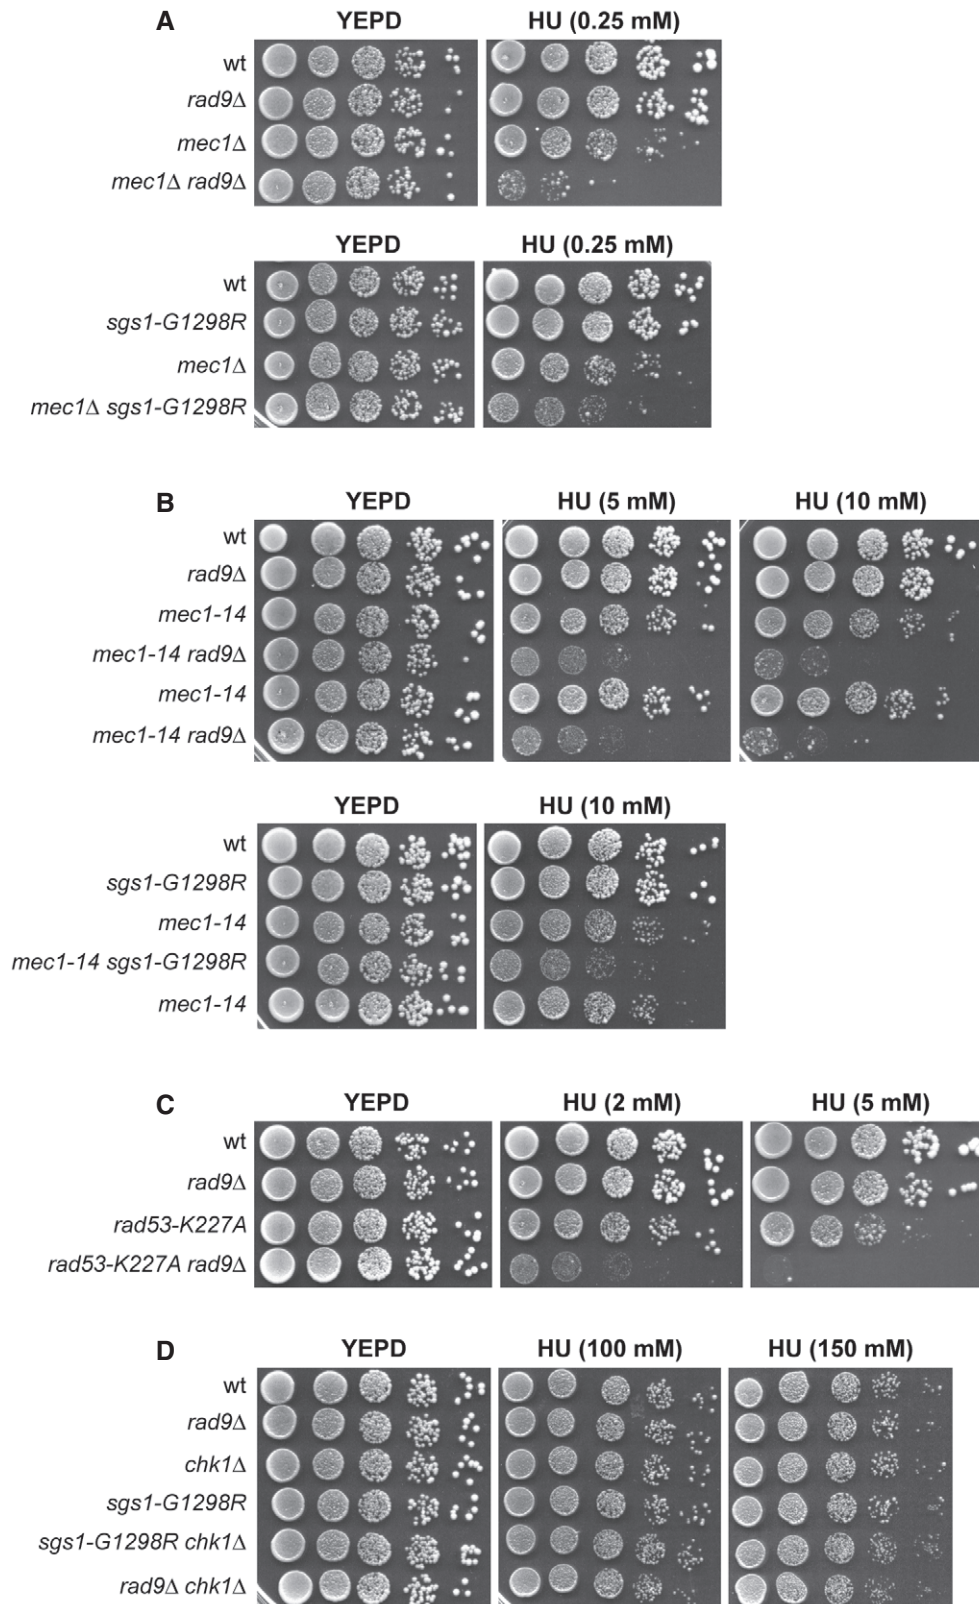 A
YEPD HU (0.25 mM)
wt
rad9Δ
mec1Δ
mec1Δ rad9Δ
YEPD HU (0.25 mM)
wt
sgs1-G1298R
mec1Δ
mec1Δ sgs1-G1298R
B
YEPD HU (5 mM) HU (10 mM)
wt
rad9Δ
mec1-14
mec1-14 rad9Δ
mec1-14
mec1-14 rad9Δ
YEPD HU (10 mM)
wt
sgs1-G1298R
mec1-14
mec1-14 sgs1-G1298R
mec1-14
C
YEPD HU (2 mM) HU (5 mM)
wt
rad9Δ
rad53-K227A
rad53-K227A rad9Δ
D
YEPD HU (100 mM) HU (150 mM)
wt
rad9Δ
chk1Δ
sgs1-G1298R
sgs1-G1298R chk1Δ
rad9Δ chk1Δ